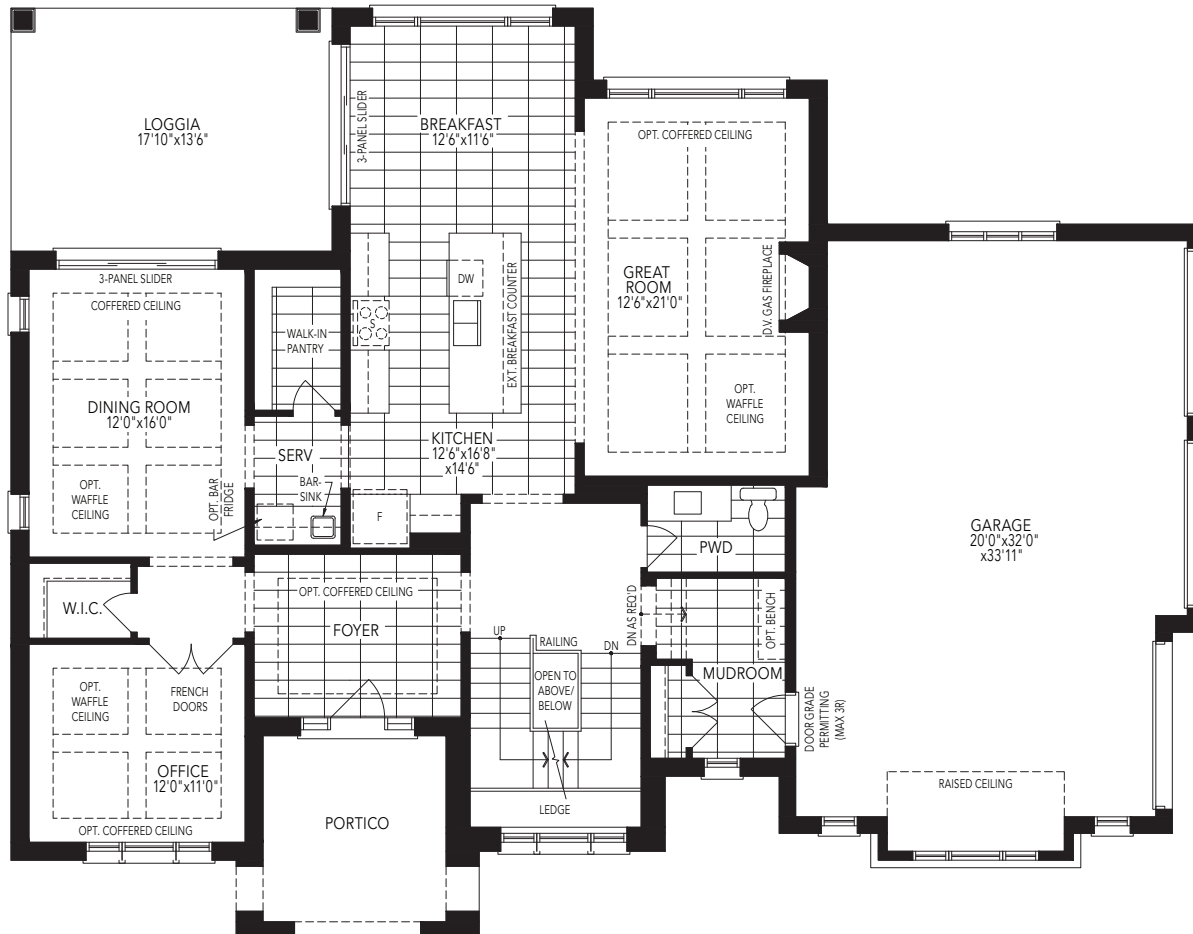 LOGGIA
17'10"x13'6"
3-PANEL SLIDER
BREAKFAST
12'6"x11'6"
OPT. COFFERED CEILING
GREAT
ROOM
12'6"x21'0"
D.V. GAS FIREPLACE
OPT.
WAFFLE
CEILING
3-PANEL SLIDER
COFFERED CEILING
DINING ROOM
12'0"x16'0"
OPT.
WAFFLE
CEILING
WALK-IN
PANTRY
S
DW
EXT. BREAKFAST COUNTER
KITCHEN
12'6"x16'8"
x14'6"
SERV
BAR-
SINK
OPT. BAR
FRIDGE
F
PWD
GARAGE
20'0"x32'0"
x33'11"
W.I.C.
OPT. COFFERED CEILING
FOYER
UP
RAILING
DN
OPEN TO
ABOVE/
BELOW
LEDGE
DN AS REQ'D
OPT. BENCH
MUDROOM
DOOR GRADE
PERMITTING
(MAX 3R)
RAISED CEILING
OPT.
WAFFLE
CEILING
FRENCH
DOORS
OFFICE
12'0"x11'0"
OPT. COFFERED CEILING
PORTICO